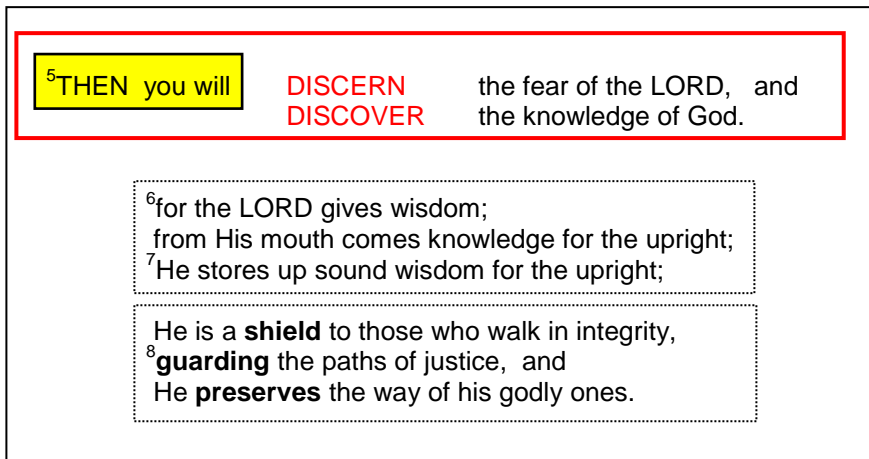 ⁵THEN you will DISCERN the fear of the LORD, and
DISCOVER the knowledge of God.
⁶for the LORD gives wisdom;
from His mouth comes knowledge for the upright;
⁷He stores up sound wisdom for the upright;
He is a shield to those who walk in integrity,
⁸guarding the paths of justice, and
He preserves the way of his godly ones.